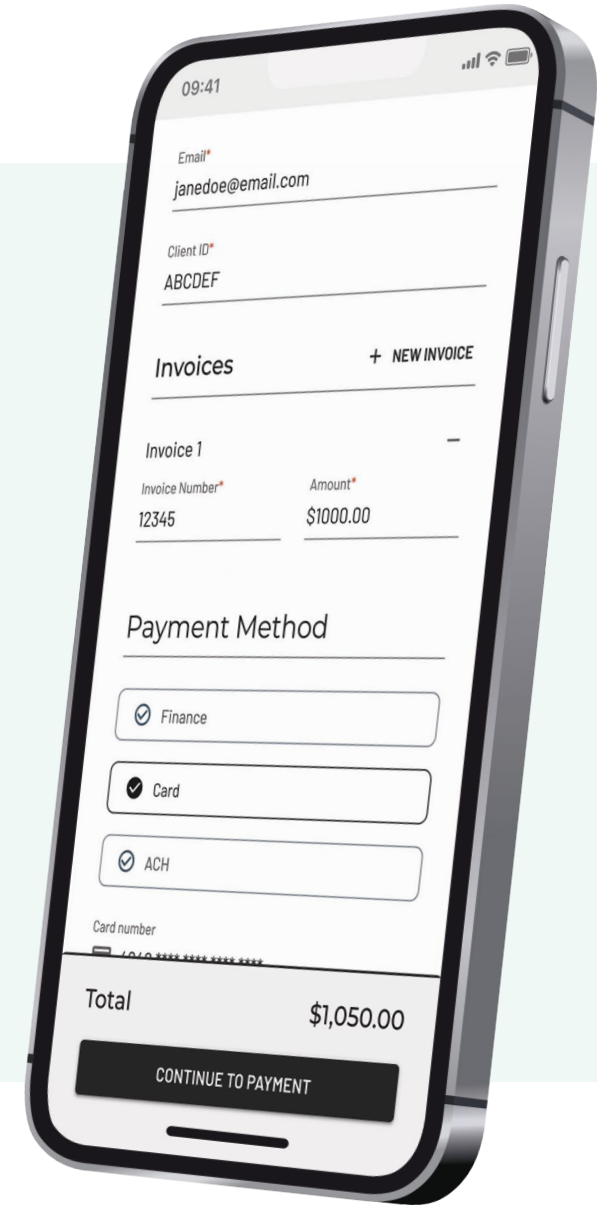 09:41
Email*
janedoe@email.com
Client ID*
ABCDEF
Invoices + NEW INVOICE
Invoice 1 −
Invoice Number* Amount*
12345 $1000.00
Payment Method
Finance
Card
ACH
Card number
**** **** **** ****
Total $1,050.00
CONTINUE TO PAYMENT